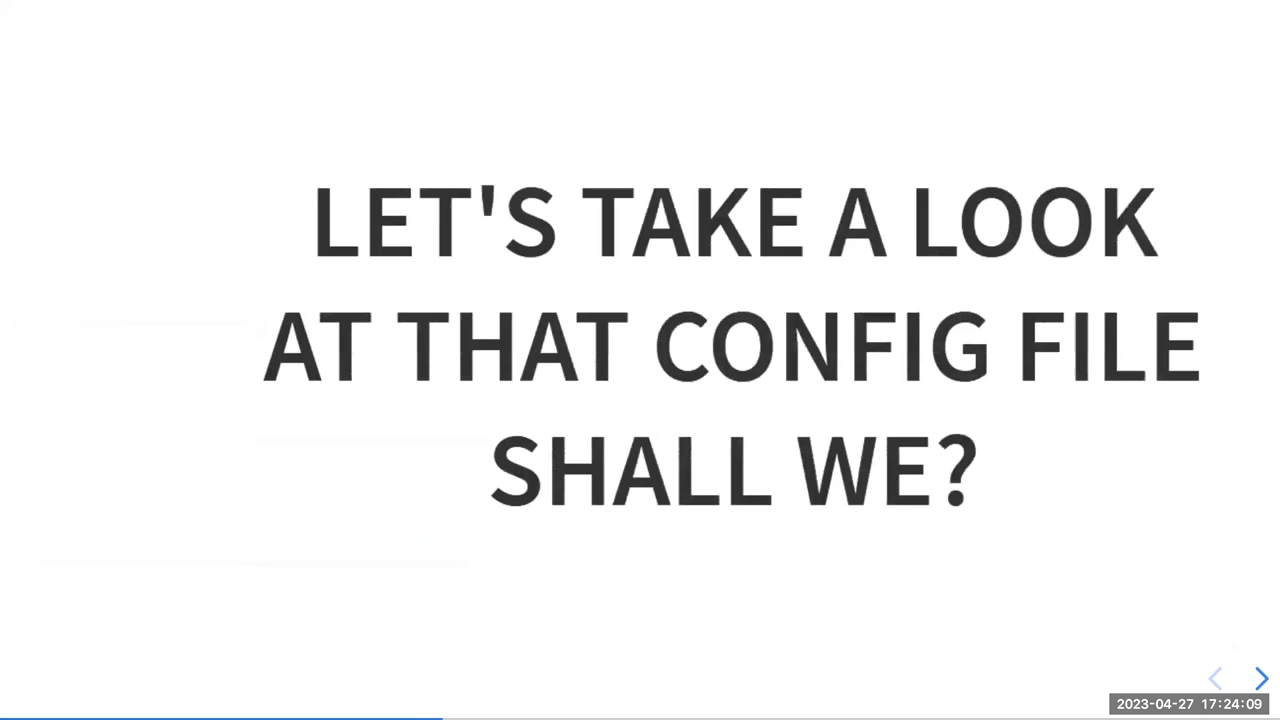 LET'S TAKE A LOOK
AT THAT CONFIG FILE
SHALL WE?
2023-04-27 17:24:09